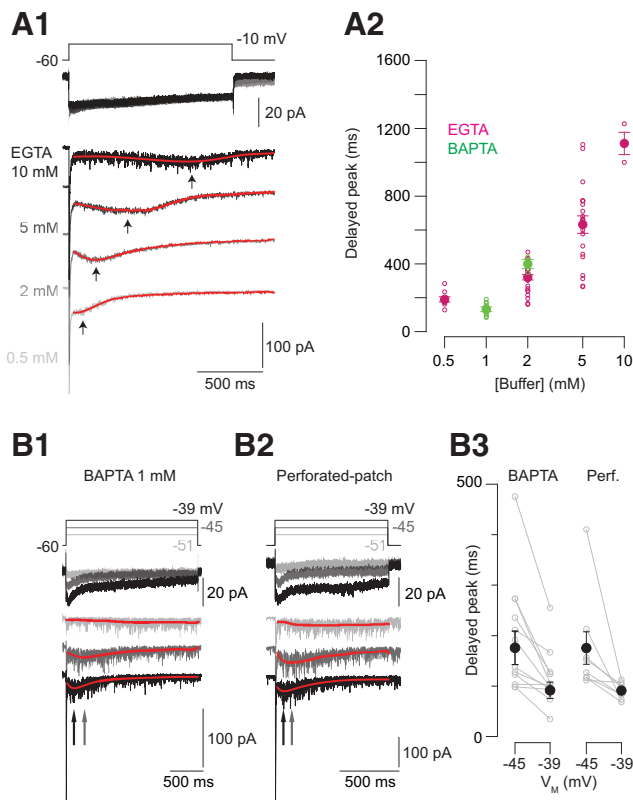 A1
-10 mV
-60
20 pA
EGTA
10 mM
5 mM
2 mM
0.5 mM
100 pA
500 ms
A2
1600
1200
800
400
0
Delayed peak (ms)
EGTA
BAPTA
0.5
1
2
5
10
[Buffer] (mM)
B1
BAPTA 1 mM
-39 mV
-45
-51
-60
20 pA
100 pA
500 ms
B2
Perforated-patch
-39 mV
-45
-51
-60
20 pA
100 pA
500 ms
B3
BAPTA
Perf.
500
0
Delayed peak (ms)
-45
-39
-45
-39
VM (mV)